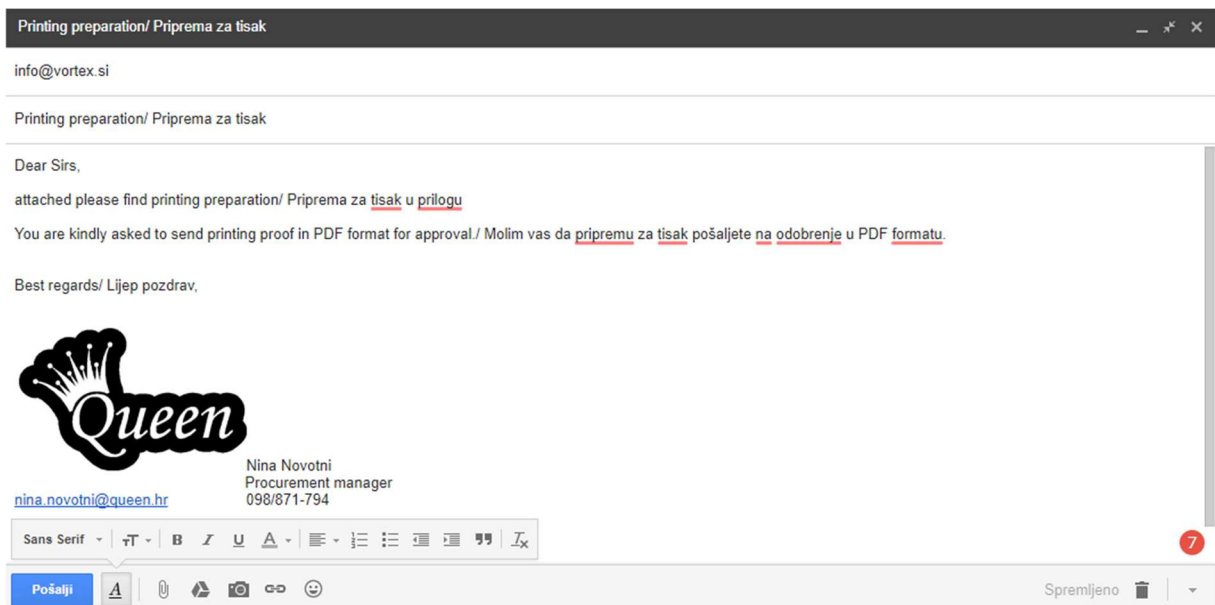 Printing preparation/ Priprema za tisak
info@vortex.si
Printing preparation/ Priprema za tisak
Dear Sirs,
attached please find printing preparation/ Priprema za tisak u prilogu
You are kindly asked to send printing proof in PDF format for approval./ Molim vas da pripremu za tisak pošaljete na odobrenje u PDF formatu.
Best regards/ Lijep pozdrav,
Queen
Nina Novotni
Procurement manager
nina.novotni@queen.hr 098/871-794
Sans Serif
7
Pošalji
Spremljeno